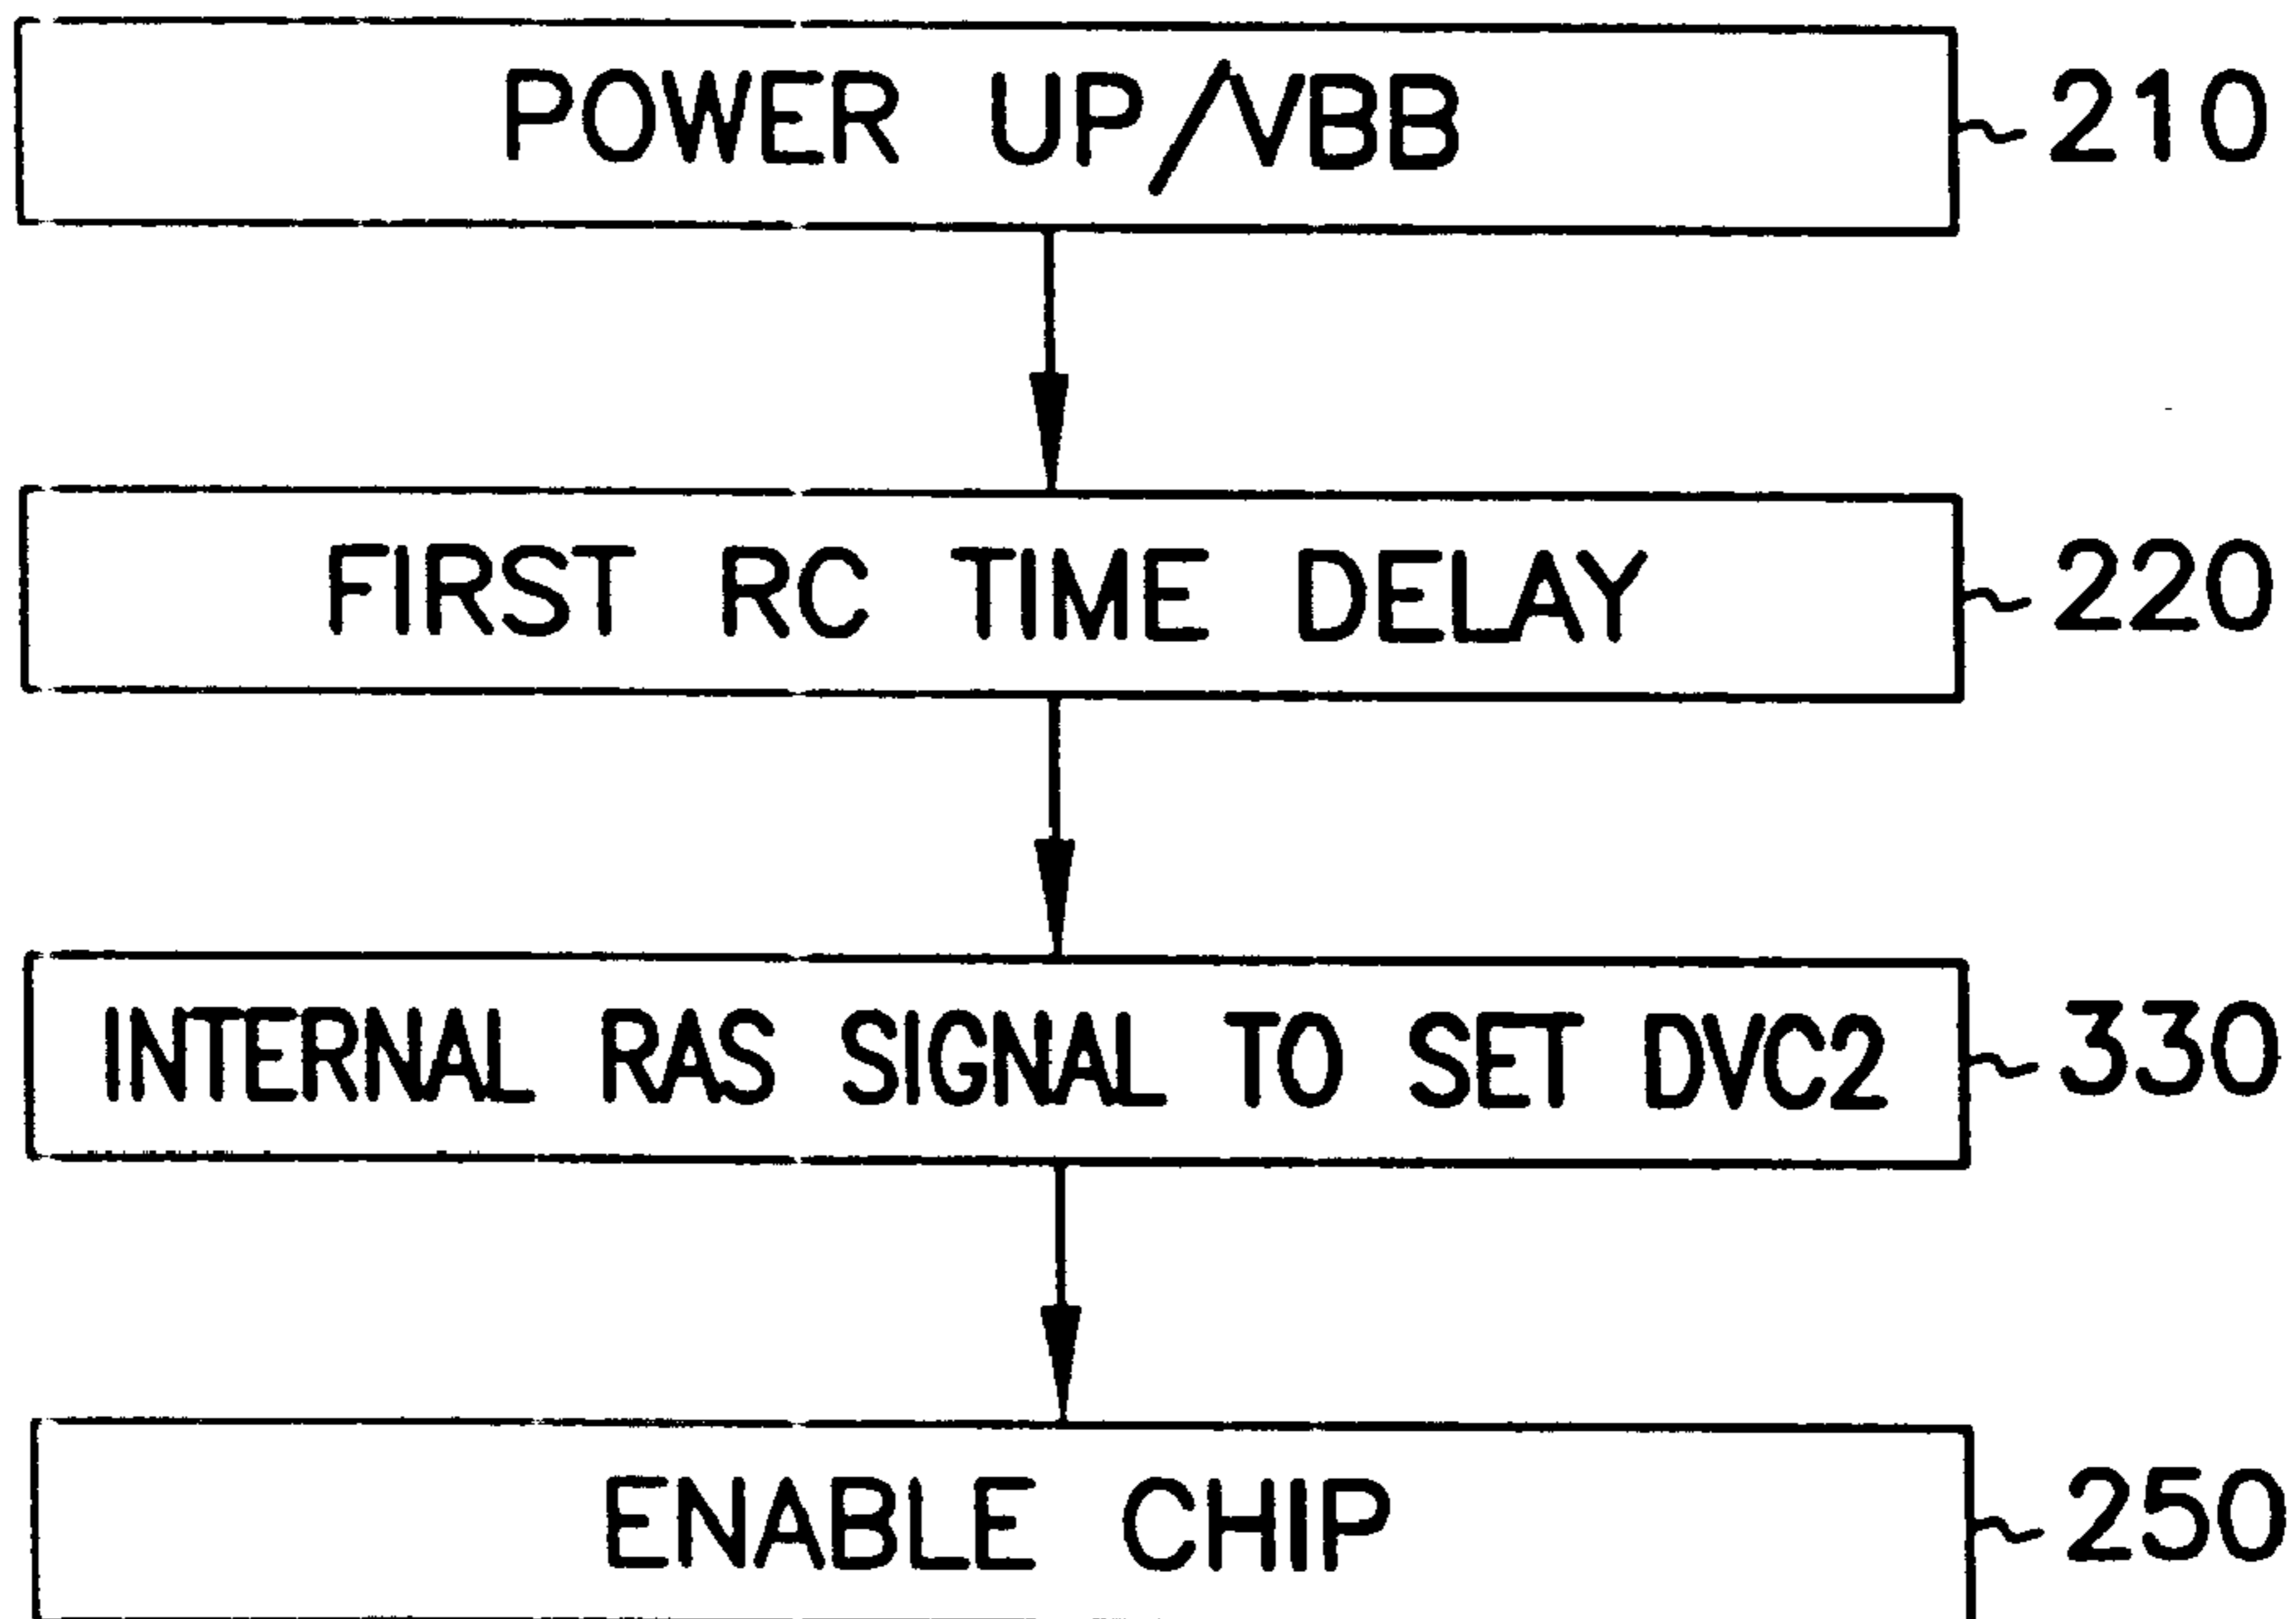 POWER UP/VBB 210
FIRST RC TIME DELAY 220
INTERNAL RAS SIGNAL TO SET DVC2 330
ENABLE CHIP 250